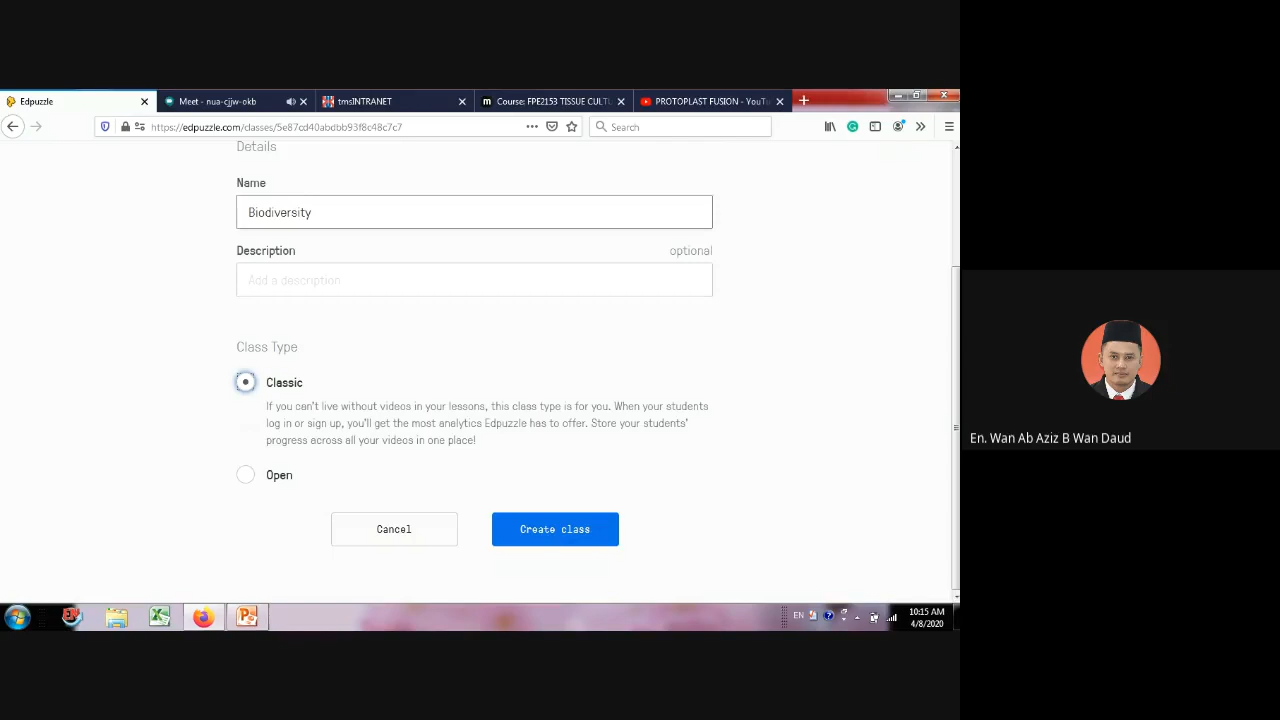 Edpuzzle
Meet - nua-cjjw-okb
tmsINTRANET
Course: FPE2153 TISSUE CULTU
PROTOPLAST FUSION - YouTu
https://edpuzzle.com/classes/5e87cd40abdbb93f8c48c7c7
Search
Details
Name
Biodiversity
Description
optional
Add a description
Class Type
Classic
If you can't live without videos in your lessons, this class type is for you. When your students
log in or sign up, you'll get the most analytics Edpuzzle has to offer. Store your students'
progress across all your videos in one place!
Open
Cancel
Create class
En. Wan Ab Aziz B Wan Daud
EN
10:15 AM
4/8/2020